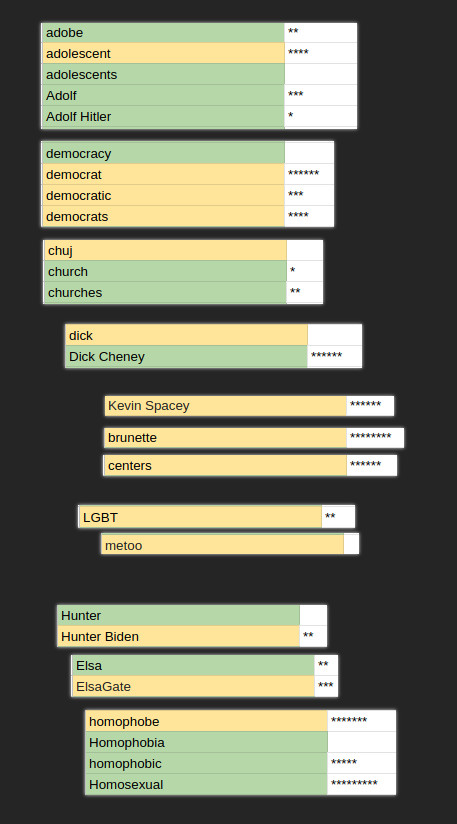 adobe **
adolescent ****
adolescents
Adolf ***
Adolf Hitler *
democracy
democrat ******
democratic ***
democrats ****
chuj
church *
churches **
dick
Dick Cheney ******
Kevin Spacey ******
brunette ********
centers ******
LGBT **
metoo
Hunter
Hunter Biden **
Elsa **
ElsaGate ***
homophobe *******
Homophobia
homophobic *****
Homosexual *********